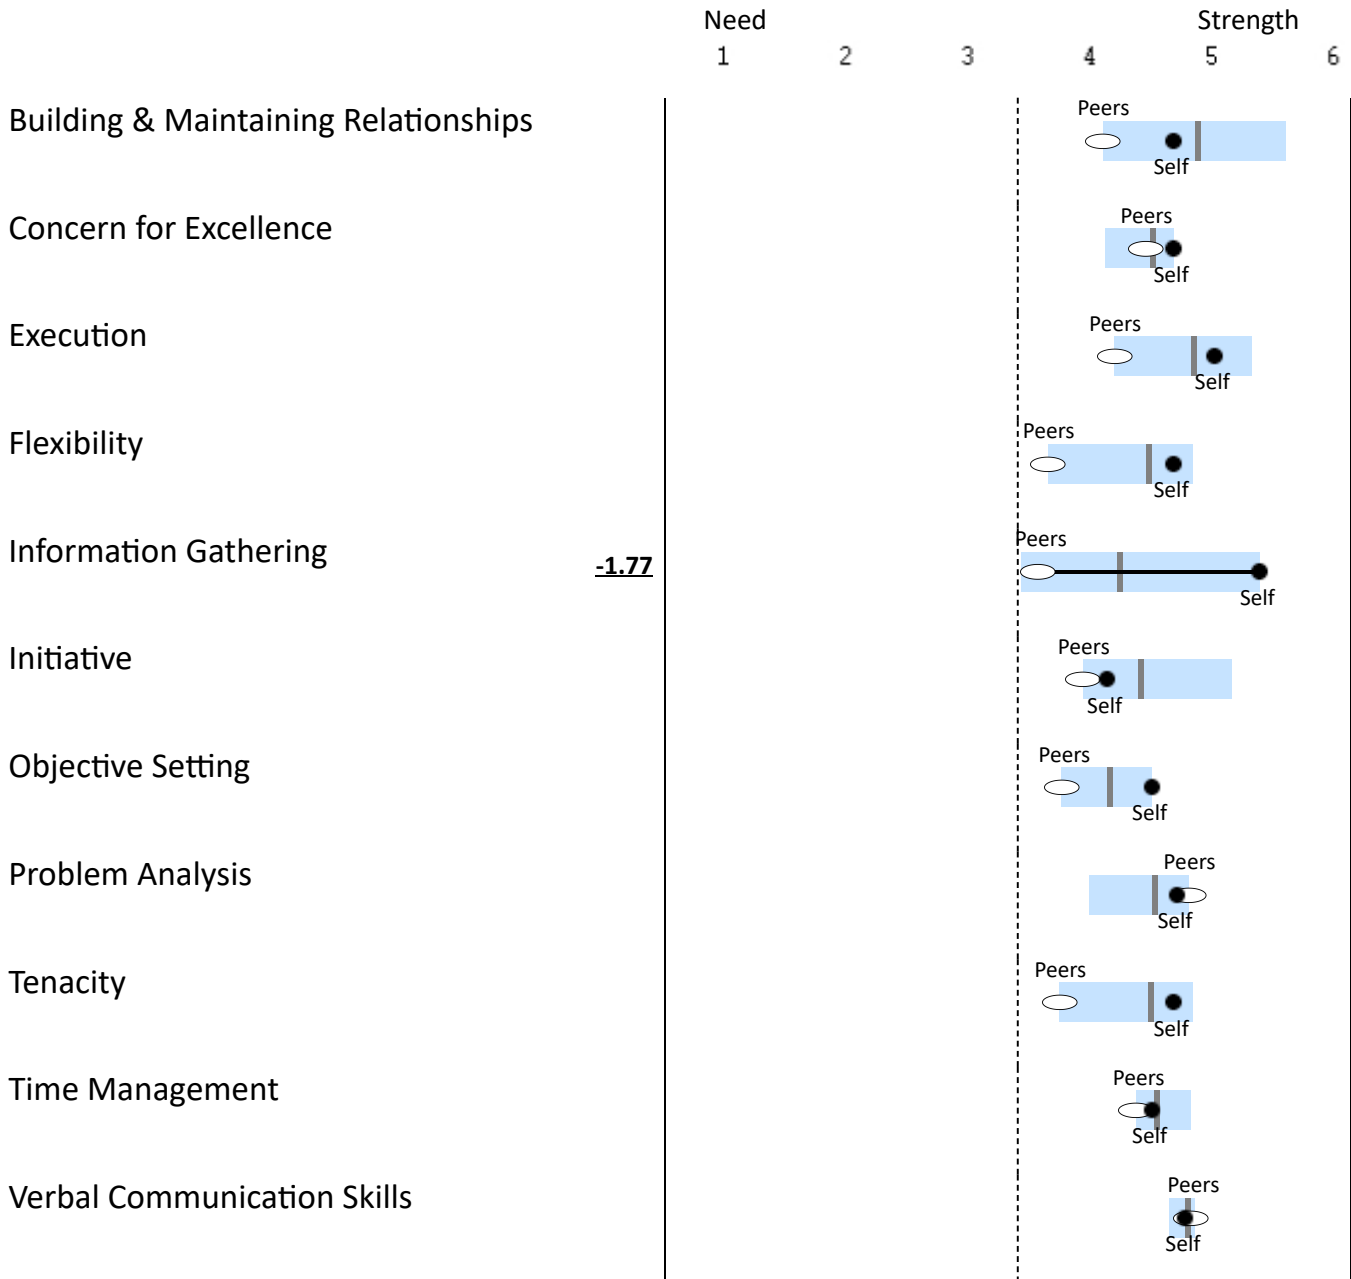 Need Strength
1 2 3 4 5 6
Building & Maintaining Relationships
Peers
Self
Concern for Excellence
Peers
Self
Execution
Peers
Self
Flexibility
Peers
Self
Information Gathering
Peers
-1.77
Self
Initiative
Peers
Self
Objective Setting
Peers
Self
Problem Analysis
Peers
Self
Tenacity
Peers
Self
Time Management
Peers
Self
Verbal Communication Skills
Peers
Self